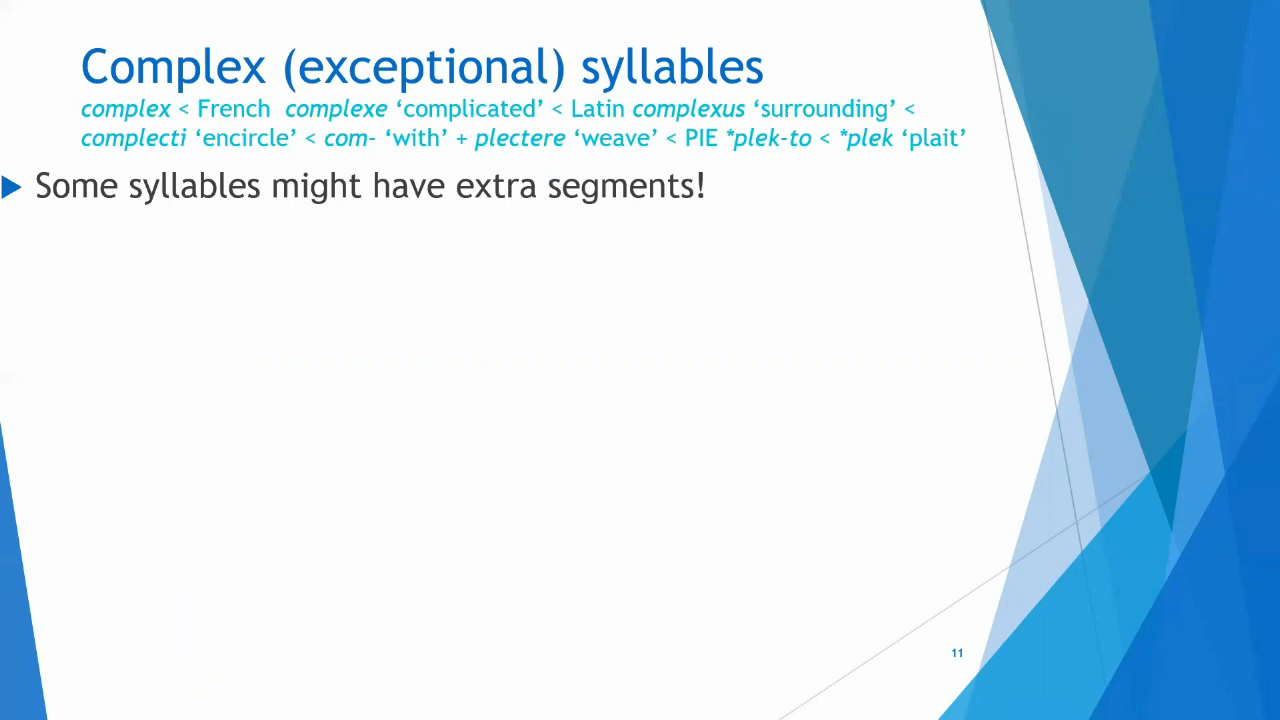 Complex (exceptional) syllables
complex < French complexe ‘complicated’ < Latin complexus ‘surrounding’ <
complecti ‘encircle’ < com- ‘with’ + plectere ‘weave’ < PIE *plek-to < *plek ‘plait’
Some syllables might have extra segments!
11